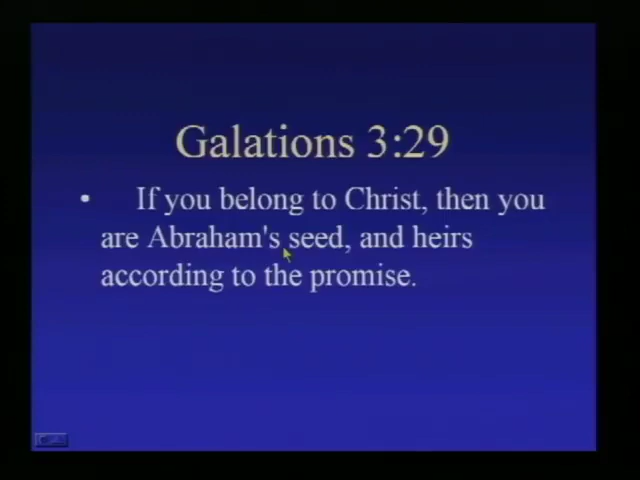 Galations 3:29
• If you belong to Christ, then you
are Abraham's seed, and heirs
according to the promise.